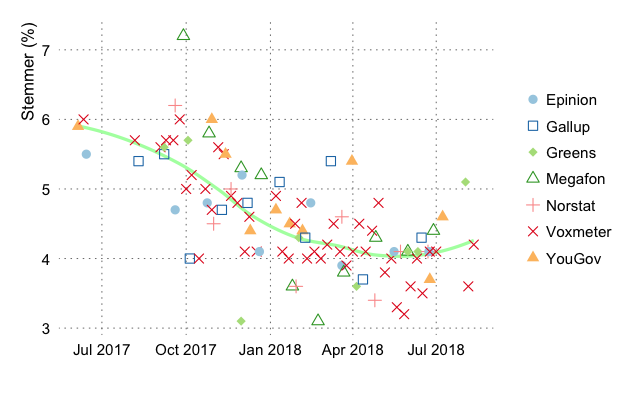 Stemmer (%)
7
6
5
4
3
Jul 2017
Oct 2017
Jan 2018
Apr 2018
Jul 2018
Epinion
Gallup
Greens
Megafon
Norstat
Voxmeter
YouGov